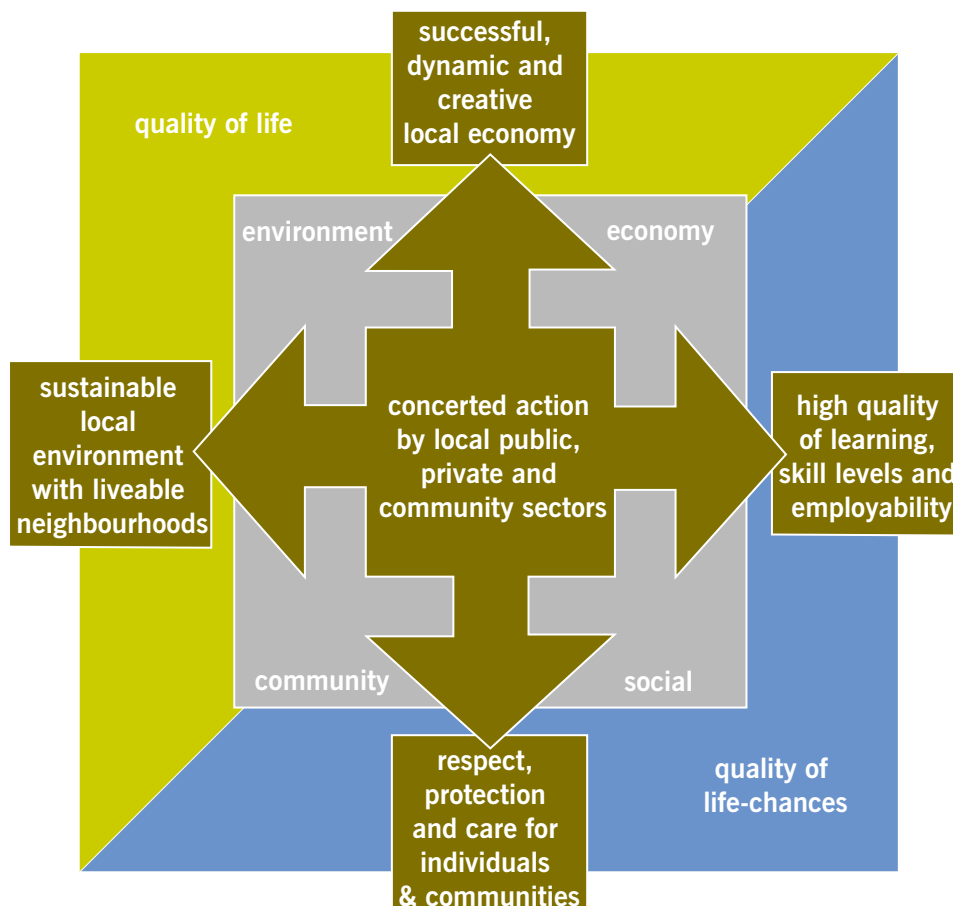 successful,
dynamic and
creative
local economy
quality of life
environment
economy
sustainable
local
environment
with liveable
neighbourhoods
concerted action
by local public,
private and
community sectors
high quality
of learning,
skill levels and
employability
community
social
respect,
protection
and care for
individuals
& communities
quality of
life-chances